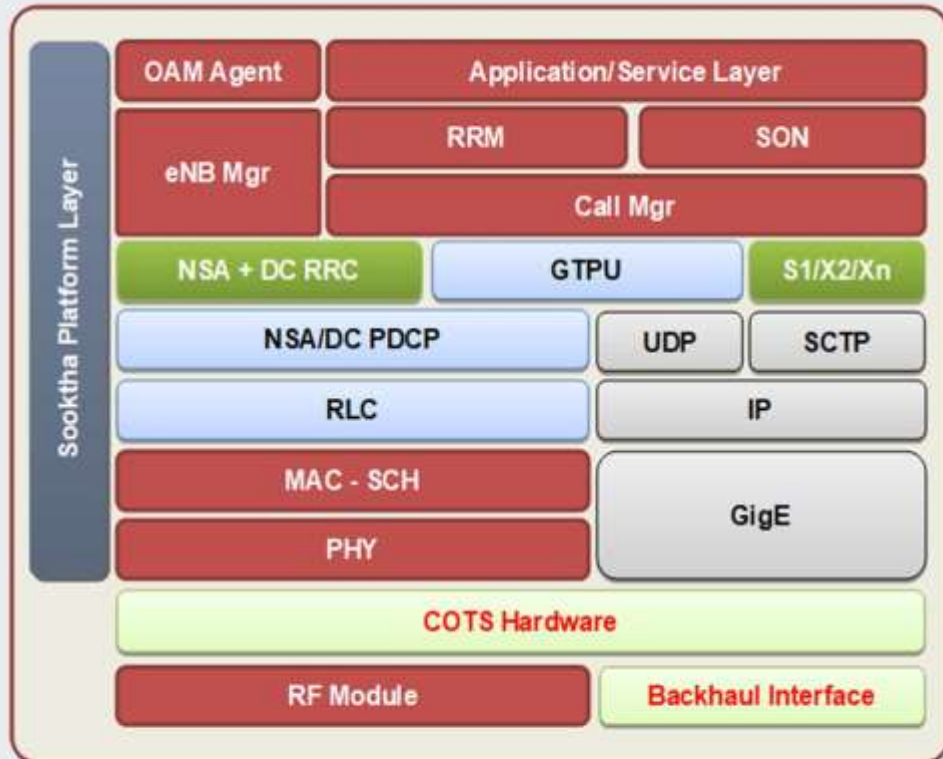 Sooktha Platform Layer
OAM Agent
Application/Service Layer
eNB Mgr
RRM
SON
Call Mgr
NSA + DC RRC
GTPU
S1/X2/Xn
NSA/DC PDCP
UDP
SCTP
RLC
IP
MAC - SCH
GigE
PHY
COTS Hardware
RF Module
Backhaul Interface